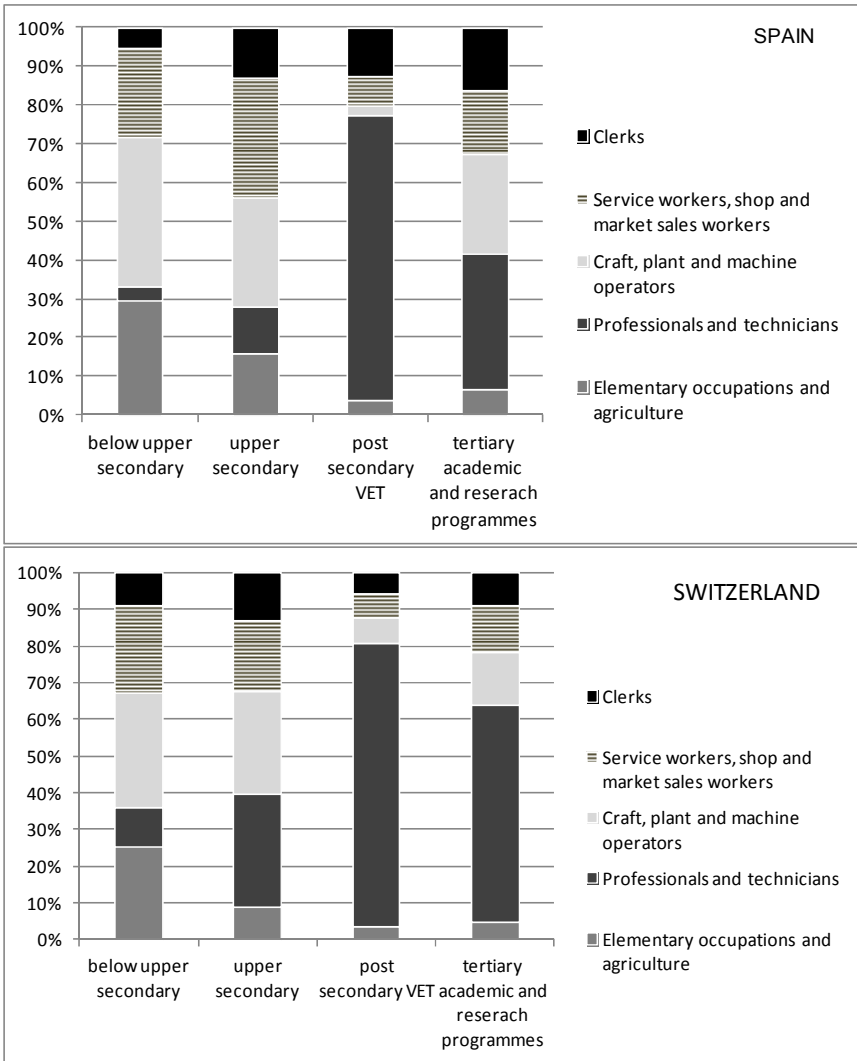 100%
90%
80%
70%
60%
50%
40%
30%
20%
10%
0%
below upper secondary
upper secondary
post secondary VET
tertiary academic and reserach programmes
SPAIN
Clerks
Service workers, shop and
market sales workers
Craft, plant and machine
operators
Professionals and technicians
Elementary occupations and
agriculture
100%
90%
80%
70%
60%
50%
40%
30%
20%
10%
0%
below upper secondary
upper secondary
post secondary VET
tertiary academic and reserach programmes
SWITZERLAND
Clerks
Service workers, shop and
market sales workers
Craft, plant and machine
operators
Professionals and technicians
Elementary occupations and
agriculture